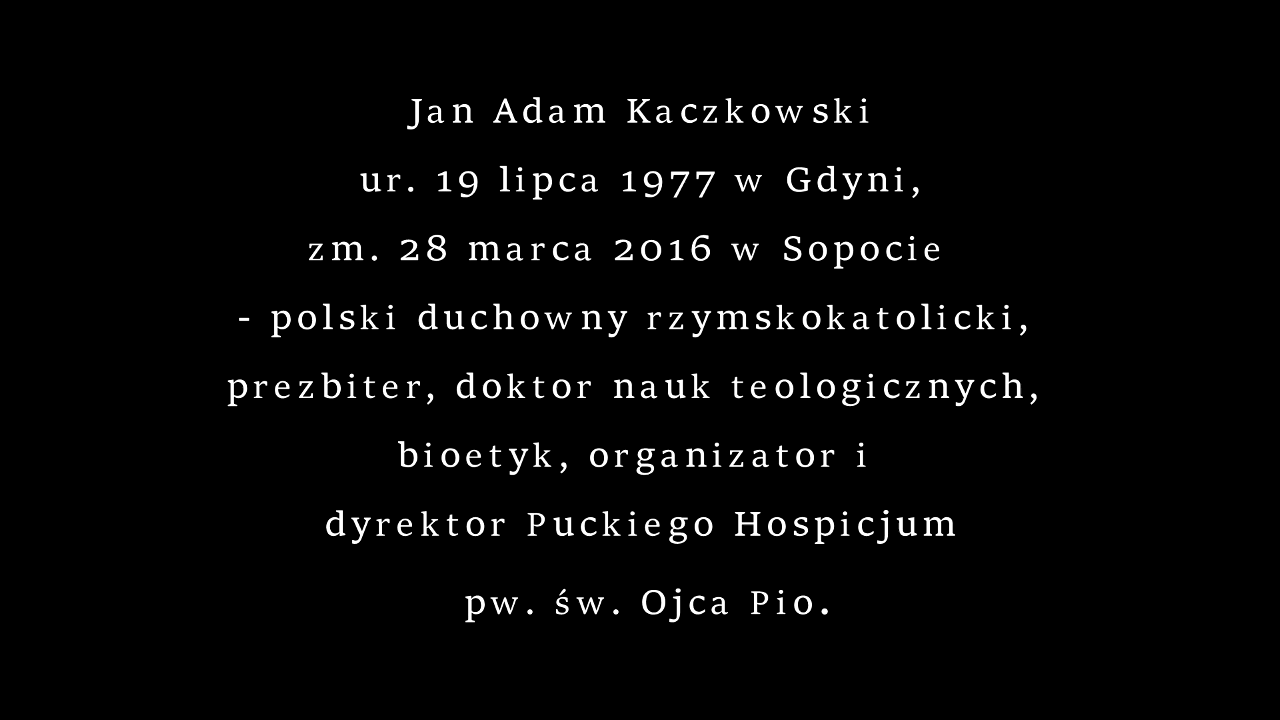 Jan Adam Kaczkowski
ur. 19 lipca 1977 w Gdyni,
zm. 28 marca 2016 w Sopocie
- polski duchowny rzymskokatolicki,
prezbiter, doktor nauk teologicznych,
bioetyk, organizator i
dyrektor Puckiego Hospicjum
pw. św. Ojca Pio.